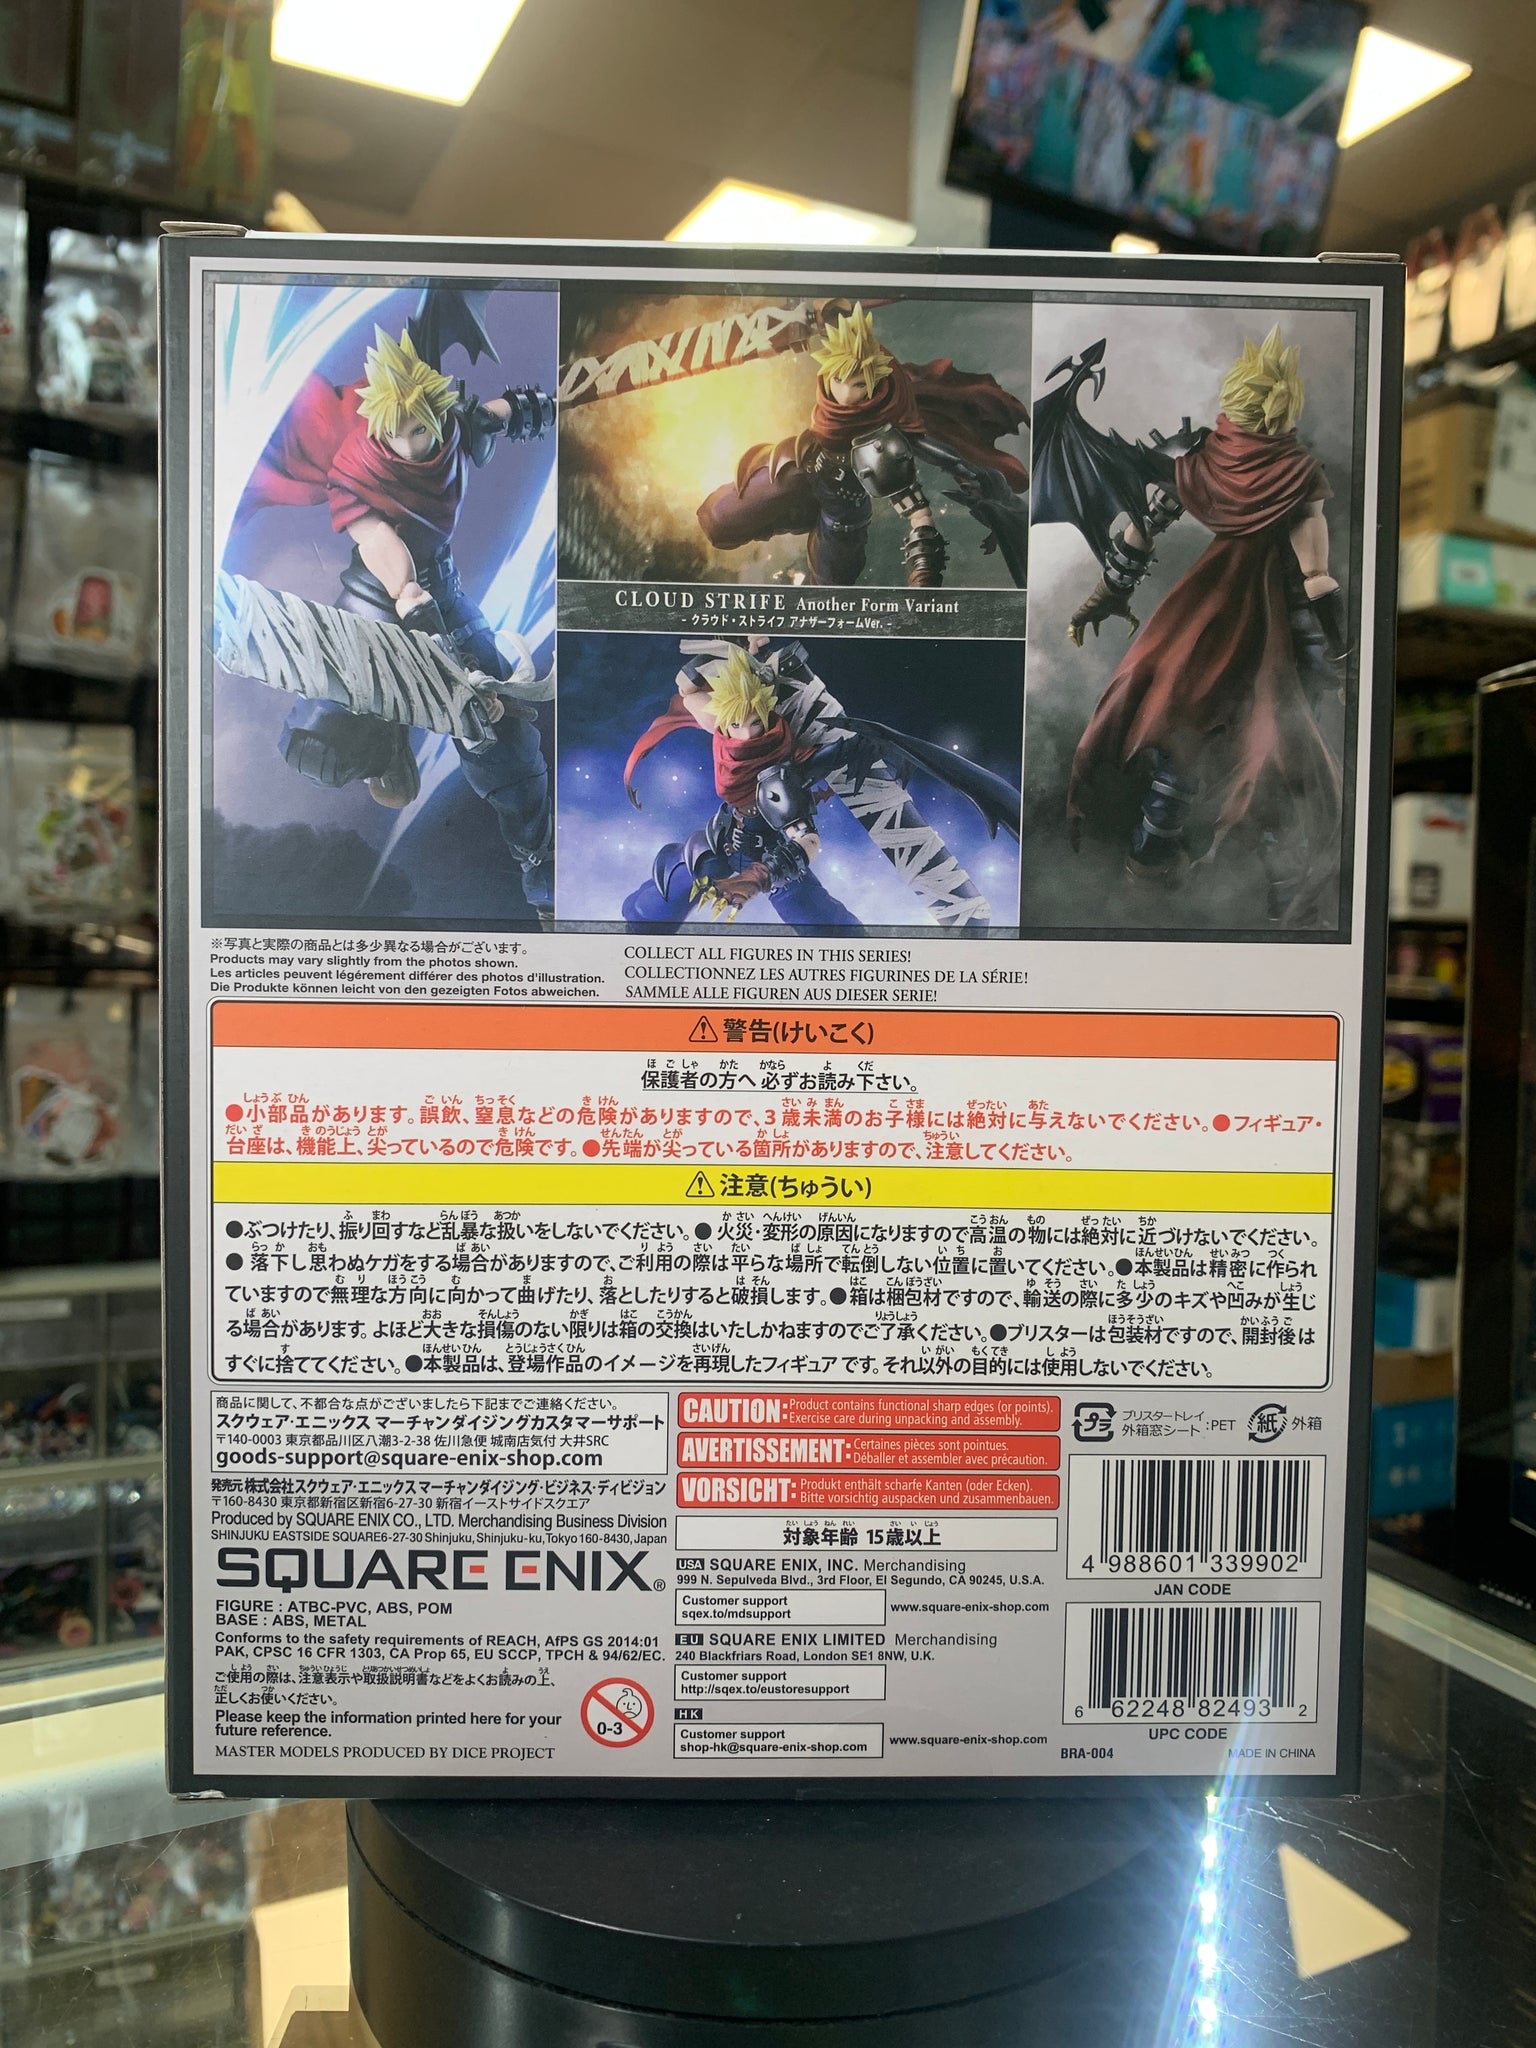 CLOUD STRIFE Another Form Variant
- クラウド・ストライフ アナザーフォームVer. -
※写真と実際の商品とは多少異なる場合がございます。
Products may vary slightly from the photos shown.
Les articles peuvent légérement différer des photos d'illustration.
Die Produkte können leicht von den gezeigten Fotos abweichen.
COLLECT ALL FIGURES IN THIS SERIES!
COLLECTIONNEZ LES AUTRES FIGURINES DE LA SÉRIE!
SAMMLE ALLE FIGUREN AUS DIESER SERIE!
⚠警告(けいこく)
保護者の方へ 必ずお読み下さい。
●小部品があります。誤飲、窒息などの危険がありますので、3歳未満のお子様には絶対に与えないでください。●フィギュア・
台座は、機能上、尖っているので危険です。●先端が尖っている箇所がありますので、注意してください。
⚠注意(ちゅうい)
●ぶつけたり、振り回すなど乱暴な扱いをしないでください。●火災・変形の原因になりますので高温の物には絶対に近づけないでください。
●落下し思わぬケガをする場合がありますので、ご利用の際は平らな場所で転倒しない位置に置いてください。●本製品は精密に作られ
ていますので無理な方向に向かって曲げたり、落としたりすると破損します。●箱は梱包材ですので、輸送の際に多少のキズや凹みが生じ
る場合があります。よほど大きな損傷のない限りは箱の交換はいたしかねますのでご了承ください。●ブリスターは包装材ですので、開封後は
すぐに捨ててください。●本製品は、登場作品のイメージを再現したフィギュアです。それ以外の目的には使用しないでください。
商品に関して、不都合な点がございましたら下記までご連絡ください。
スクウェア・エニックス マーチャンダイジングカスタマーサポート
〒140-0003 東京都品川区八潮3-2-38 佐川急便 城南店気付 大井SRC
goods-support@square-enix-shop.com
発売元 株式会社スクウェア・エニックス マーチャンダイジング・ビジネス・ディビジョン
〒160-8430 東京都新宿区新宿6-27-30 新宿イーストサイドスクエア
Produced by SQUARE ENIX CO., LTD. Merchandising Business Division
SHINJUKU EASTSIDE SQUARE6-27-30 Shinjuku, Shinjuku-ku, Tokyo 160-8430, Japan
SQUARE ENIX®
FIGURE : ATBC-PVC, ABS, POM
BASE : ABS, METAL
Conforms to the safety requirements of REACH, AfPS GS 2014:01
PAK, CPSC 16 CFR 1303, CA Prop 65, EU SCCP, TPCH & 94/62/EC.
ご使用の際は、注意表示や取扱説明書などをよくお読みの上、
正しくお使いください。
Please keep the information printed here for your
future reference.
MASTER MODELS PRODUCED BY DICE PROJECT
0-3
CAUTION: Product contains functional sharp edges (or points).
Exercise care during unpacking and assembly.
AVERTISSEMENT: Certaines pièces sont pointues.
Déballer et assembler avec précaution.
VORSICHT: Produkt enthält scharfe Kanten (oder Ecken).
Bitte vorsichtig auspacken und zusammenbauen.
対象年齢 15歳以上
USA SQUARE ENIX, INC. Merchandising
999 N. Sepulveda Blvd., 3rd Floor, El Segundo, CA 90245, U.S.A.
Customer support
sqex.to/mdsupport
www.square-enix-shop.com
EU SQUARE ENIX LIMITED Merchandising
240 Blackfriars Road, London SE1 8NW, U.K.
Customer support
http://sqex.to/eustoresupport
HK
Customer support
shop-hk@square-enix-shop.com
www.square-enix-shop.com
プラ
ブリスタートレイ
外箱窓シート :PET
紙 外箱
4 988601 339902
JAN CODE
6 62248 82493 2
UPC CODE
BRA-004
MADE IN CHINA